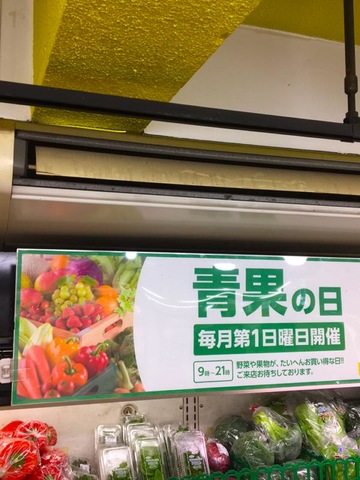 青果の日
毎月第1日曜日開催
9時~21時
野菜や果物が、たいへんお買い得な日!!
ご来店お待ちしております。